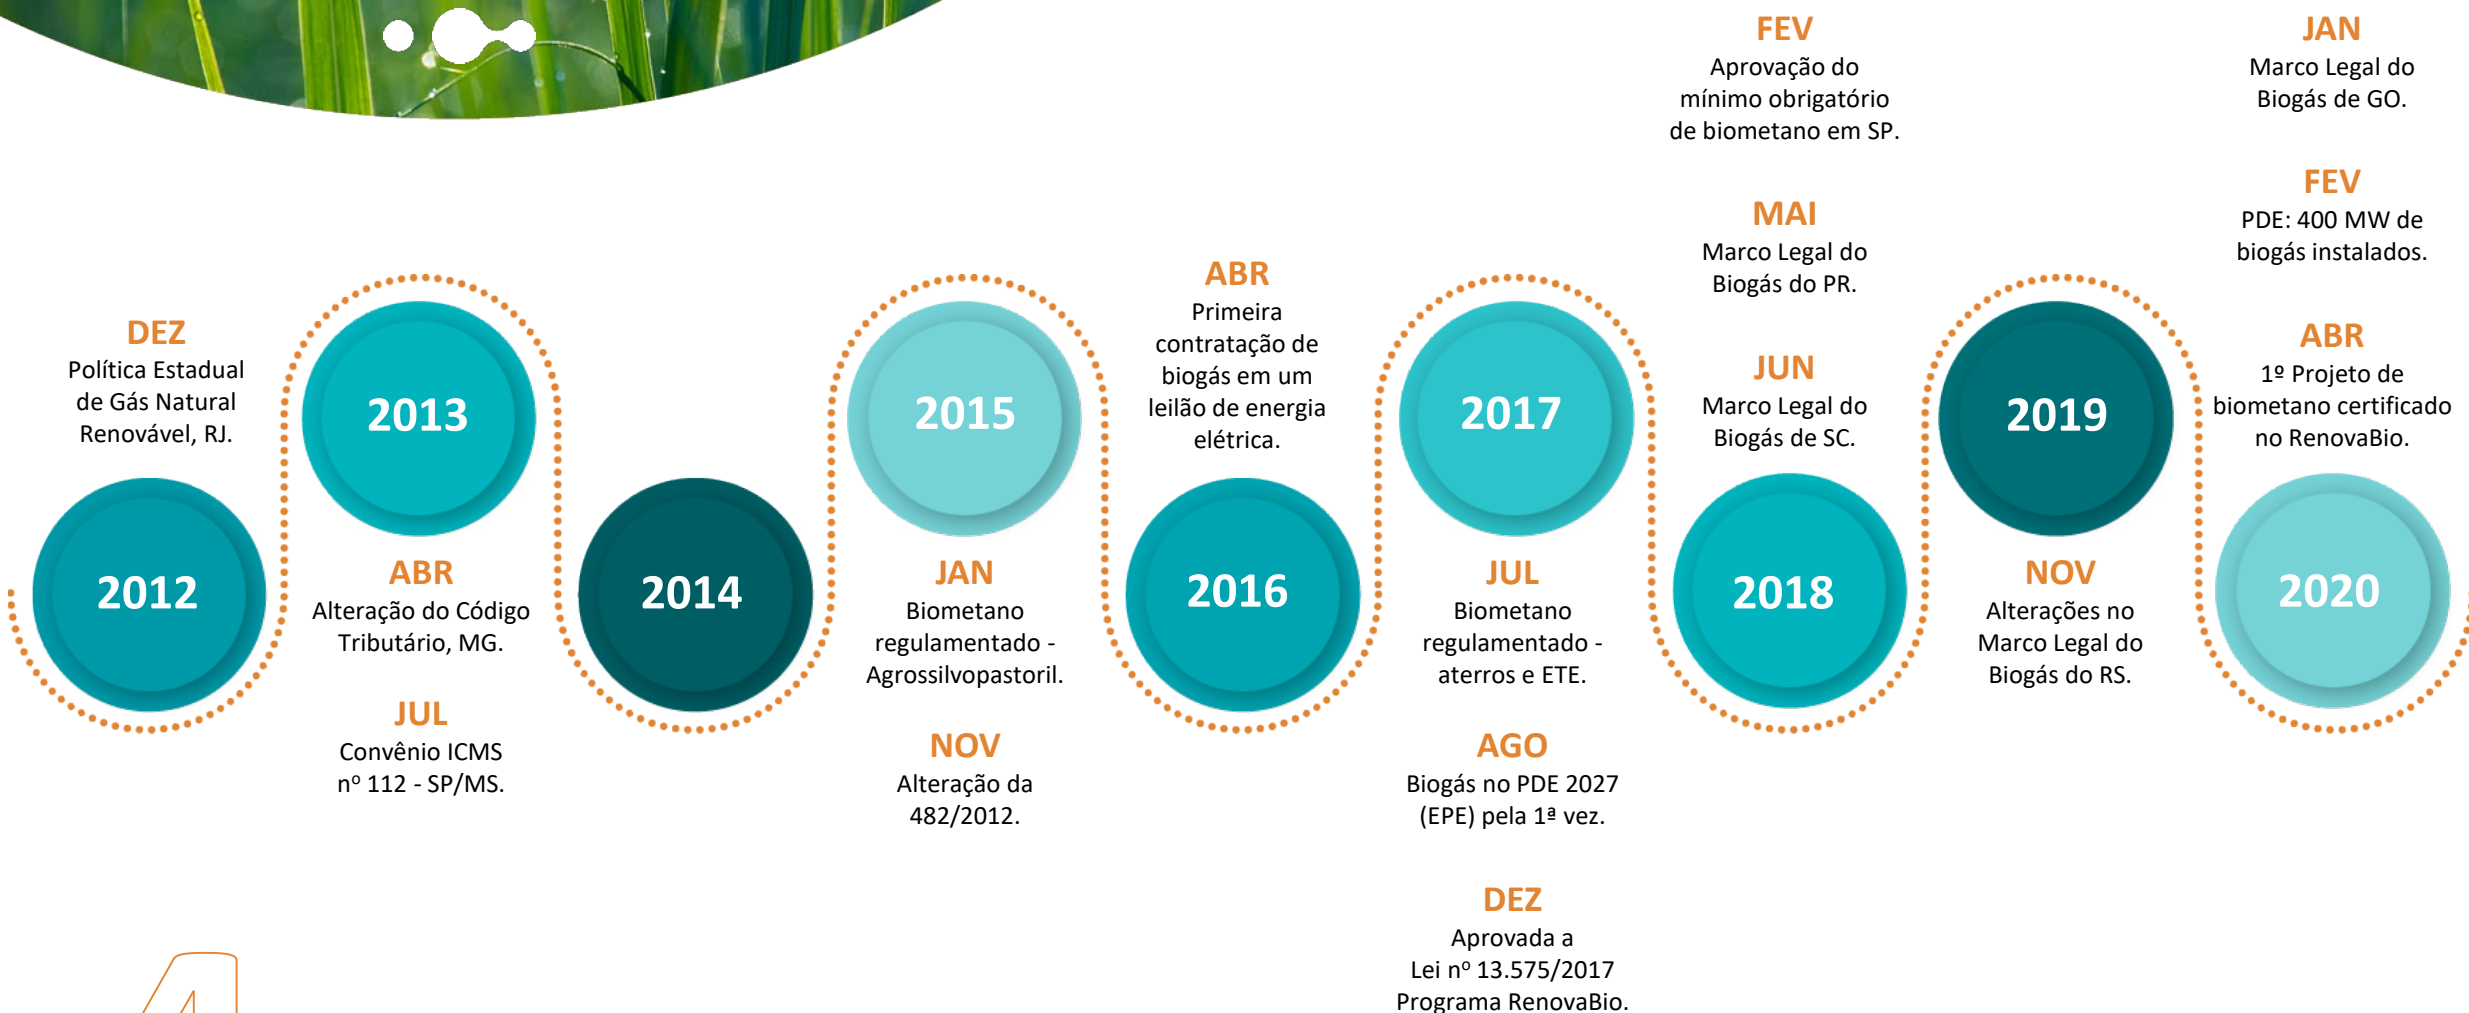 DEZ
Política Estadual
de Gás Natural
Renovável, RJ.
2012
2013
ABR
Alteração do Código
Tributário, MG.
JUL
Convênio ICMS
nº 112 - SP/MS.
2014
2015
JAN
Biometano
regulamentado -
Agrossilvopastoril.
NOV
Alteração da
482/2012.
ABR
Primeira
contratação de
biogás em um
leilão de energia
elétrica.
2016
2017
JUL
Biometano
regulamentado -
aterros e ETE.
AGO
Biogás no PDE 2027
(EPE) pela 1ª vez.
DEZ
Aprovada a
Lei nº 13.575/2017
Programa RenovaBio.
FEV
Aprovação do
mínimo obrigatório
de biometano em SP.
MAI
Marco Legal do
Biogás do PR.
JUN
Marco Legal do
Biogás de SC.
2018
2019
NOV
Alterações no
Marco Legal do
Biogás do RS.
JAN
Marco Legal do
Biogás de GO.
FEV
PDE: 400 MW de
biogás instalados.
ABR
1º Projeto de
biometano certificado
no RenovaBio.
2020
4